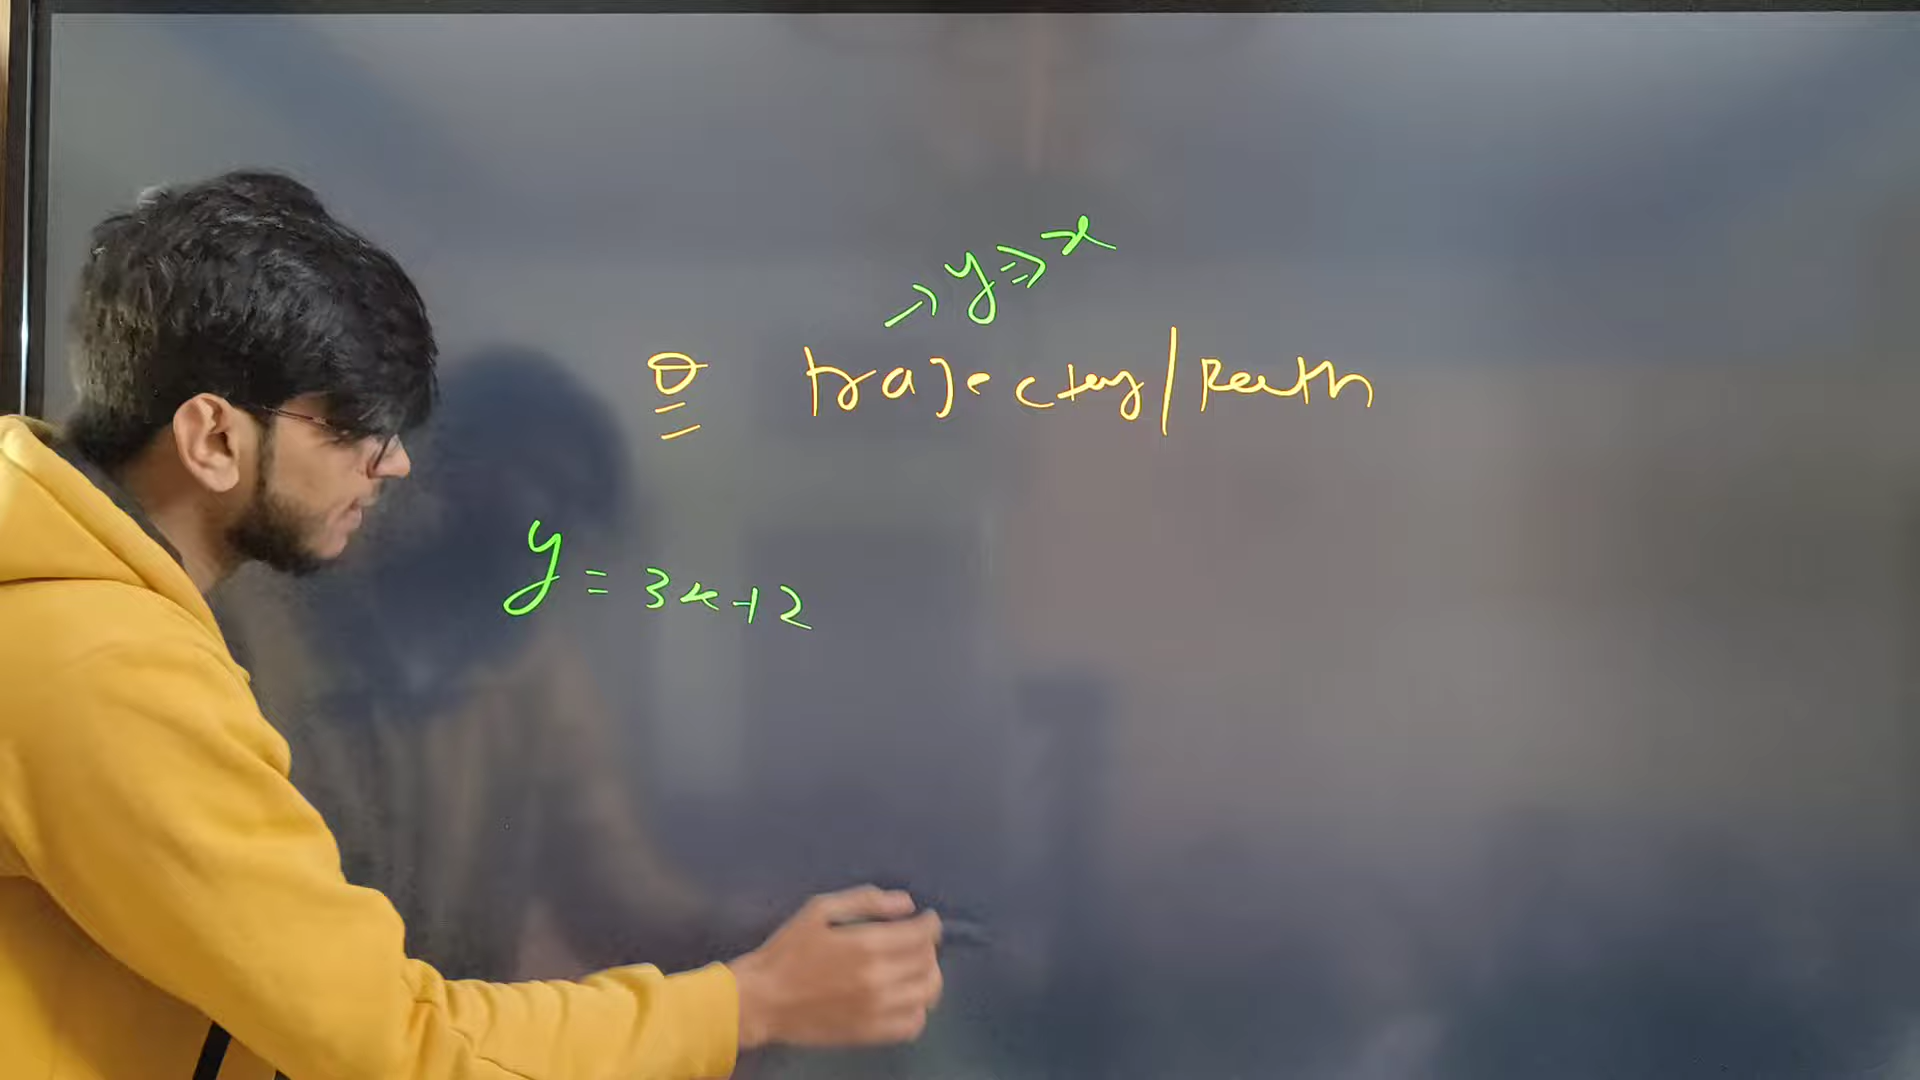 → y ⇒ x
trajectory/Path
y = 3x+2